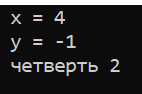 x = 4
y = -1
четверть 2